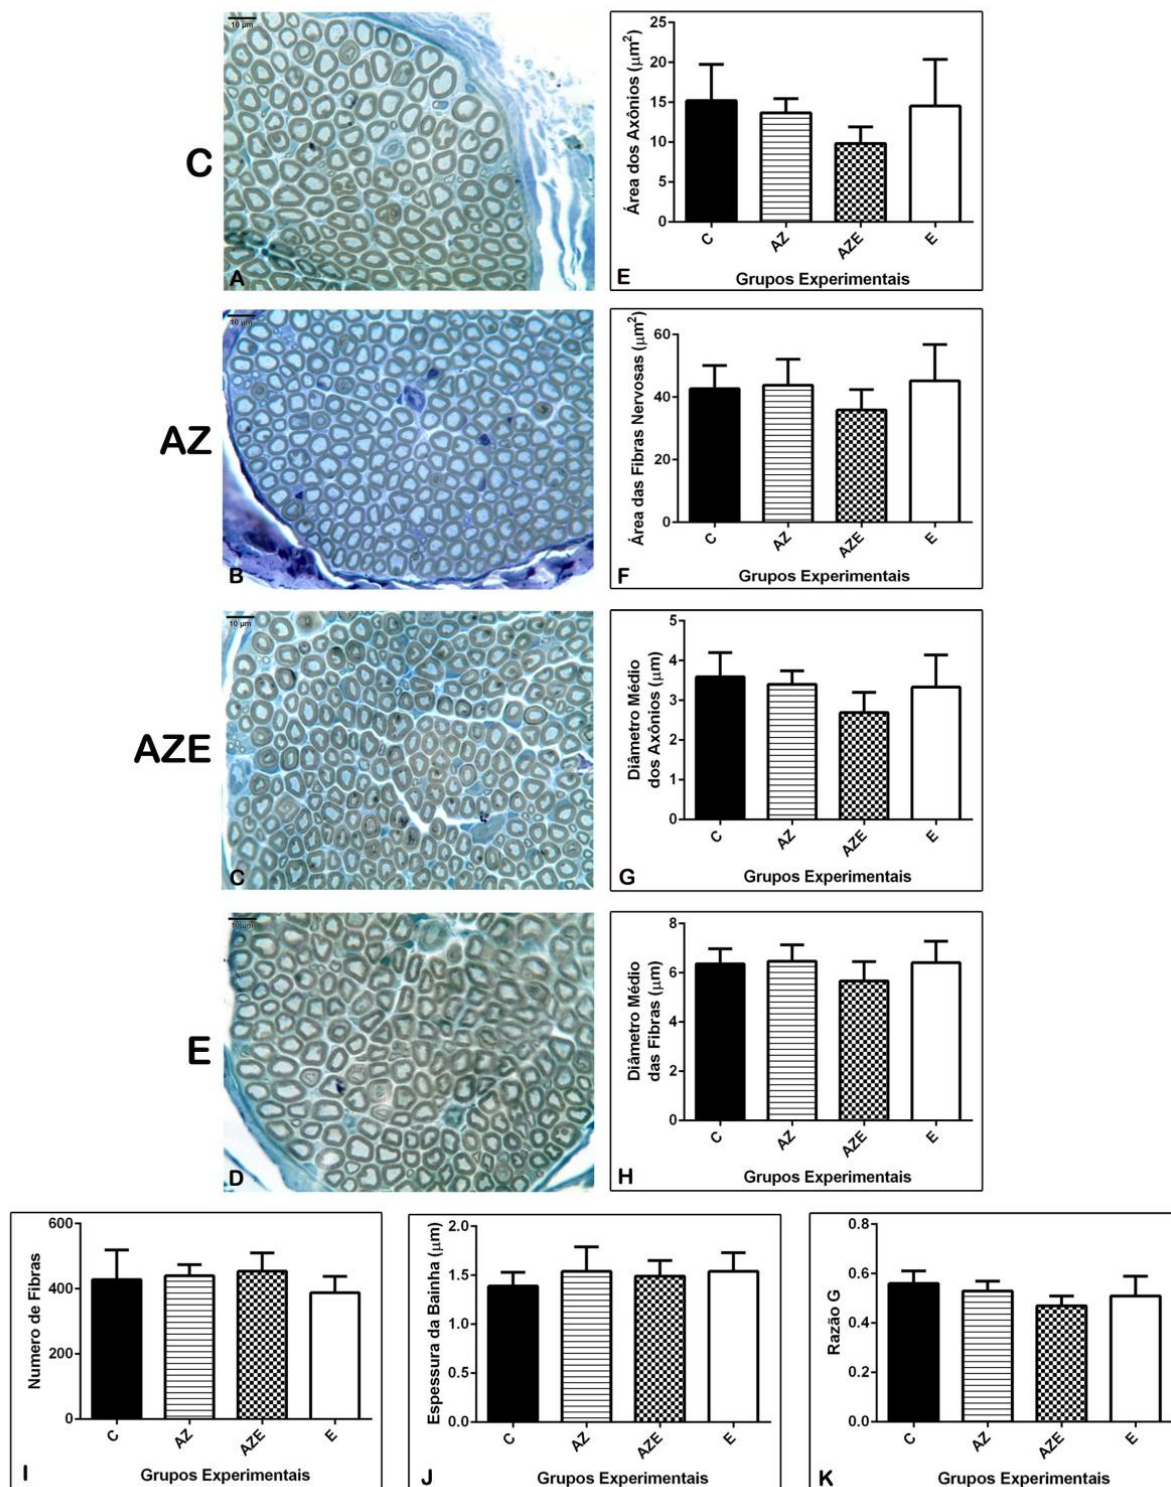 C
10 µm
A
Área dos Axônios (µm²)
25
20
15
10
5
0
C
AZ
AZE
E
Grupos Experimentais
E
AZ
10 µm
B
Área das Fibras Nervosas (µm²)
60
40
20
0
C
AZ
AZE
E
Grupos Experimentais
F
AZE
10 µm
C
Diâmetro Médio
dos Axônios (µm)
5
4
3
2
1
0
C
AZ
AZE
E
Grupos Experimentais
G
E
10 µm
D
Diâmetro Médio
das Fibras (µm)
8
6
4
2
0
C
AZ
AZE
E
Grupos Experimentais
H
Numero de Fibras
600
400
200
0
C
AZ
AZE
E
Grupos Experimentais
I
Espessura da Bainha (µm)
2.0
1.5
1.0
0.5
0.0
C
AZ
AZE
E
Grupos Experimentais
J
Razão G
0.8
0.6
0.4
0.2
0.0
C
AZ
AZE
E
Grupos Experimentais
K